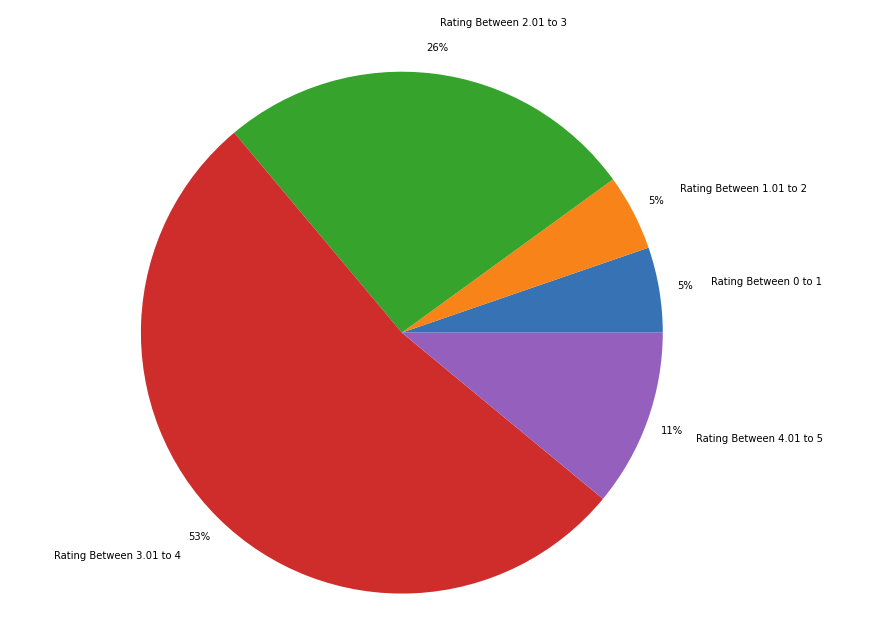 Rating Between 2.01 to 3
26%
Rating Between 1.01 to 2
5%
Rating Between 0 to 1
5%
11%
Rating Between 4.01 to 5
53%
Rating Between 3.01 to 4